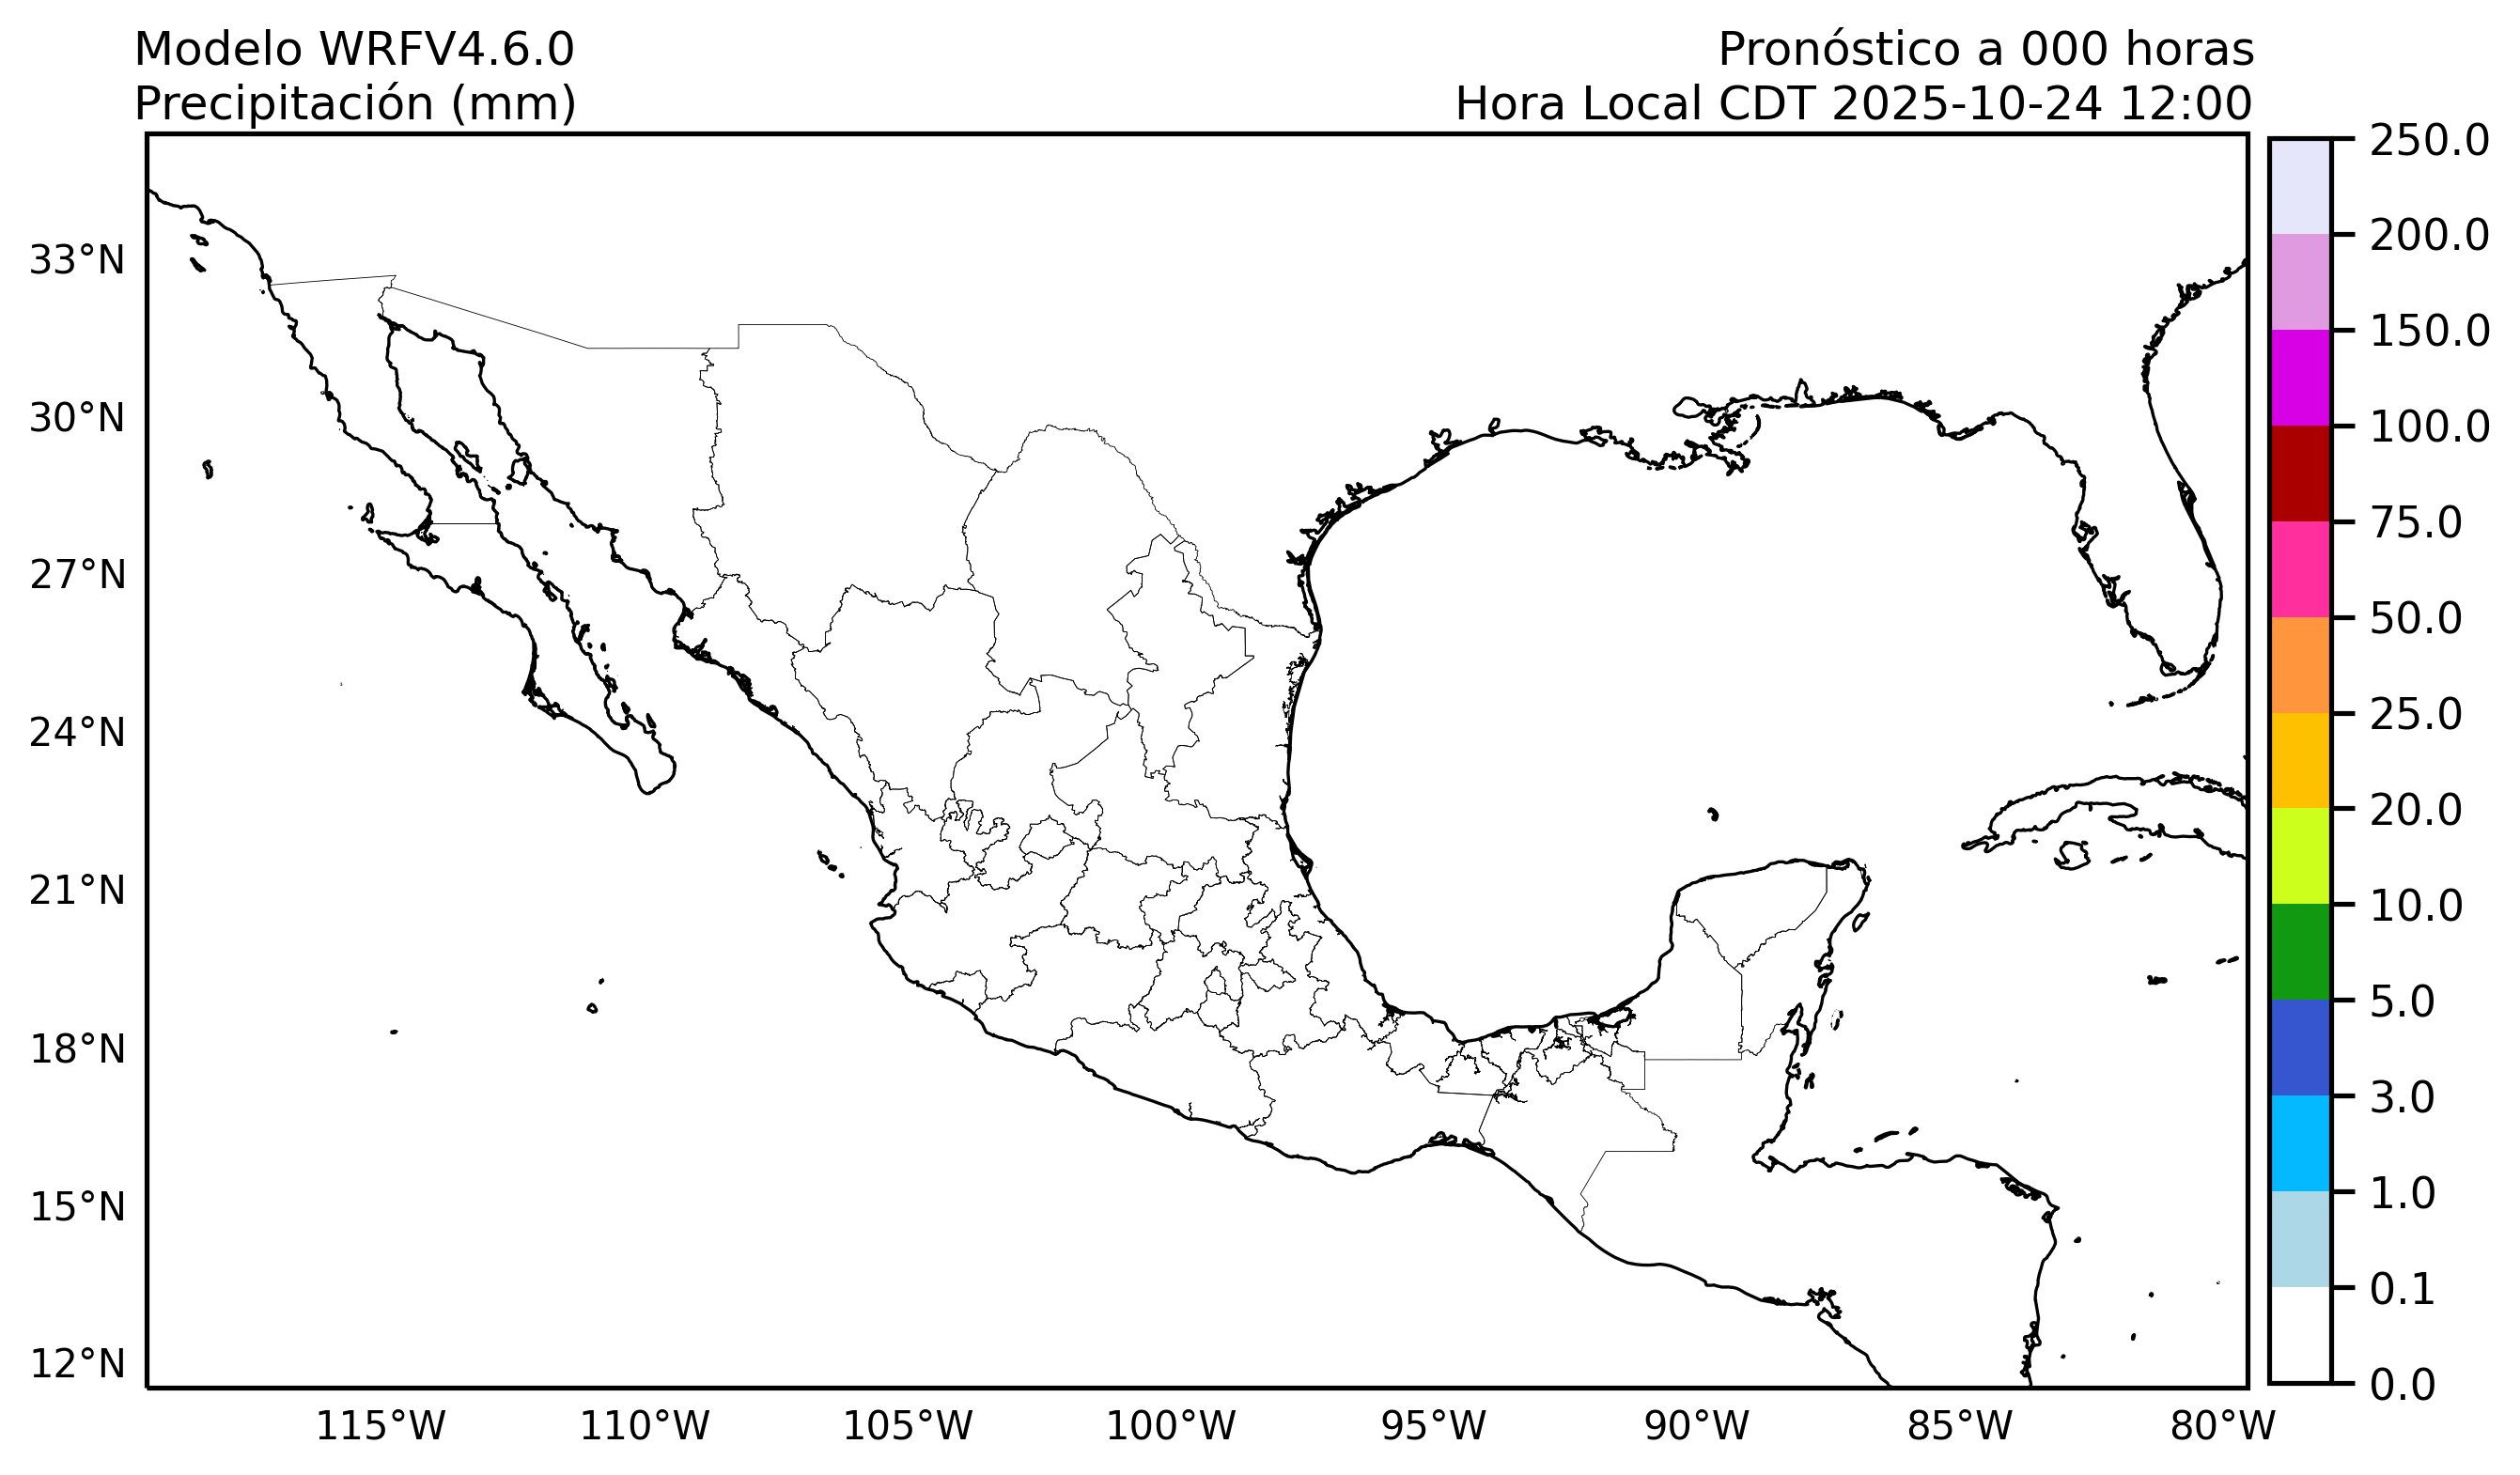 Modelo WRFV4.6.0
Precipitación (mm)
Pronóstico a 000 horas
Hora Local CDT 2025-10-24 12:00
33°N
30°N
27°N
24°N
21°N
18°N
15°N
12°N
115°W
110°W
105°W
100°W
95°W
90°W
85°W
80°W
250.0
200.0
150.0
100.0
75.0
50.0
25.0
20.0
10.0
5.0
3.0
1.0
0.1
0.0